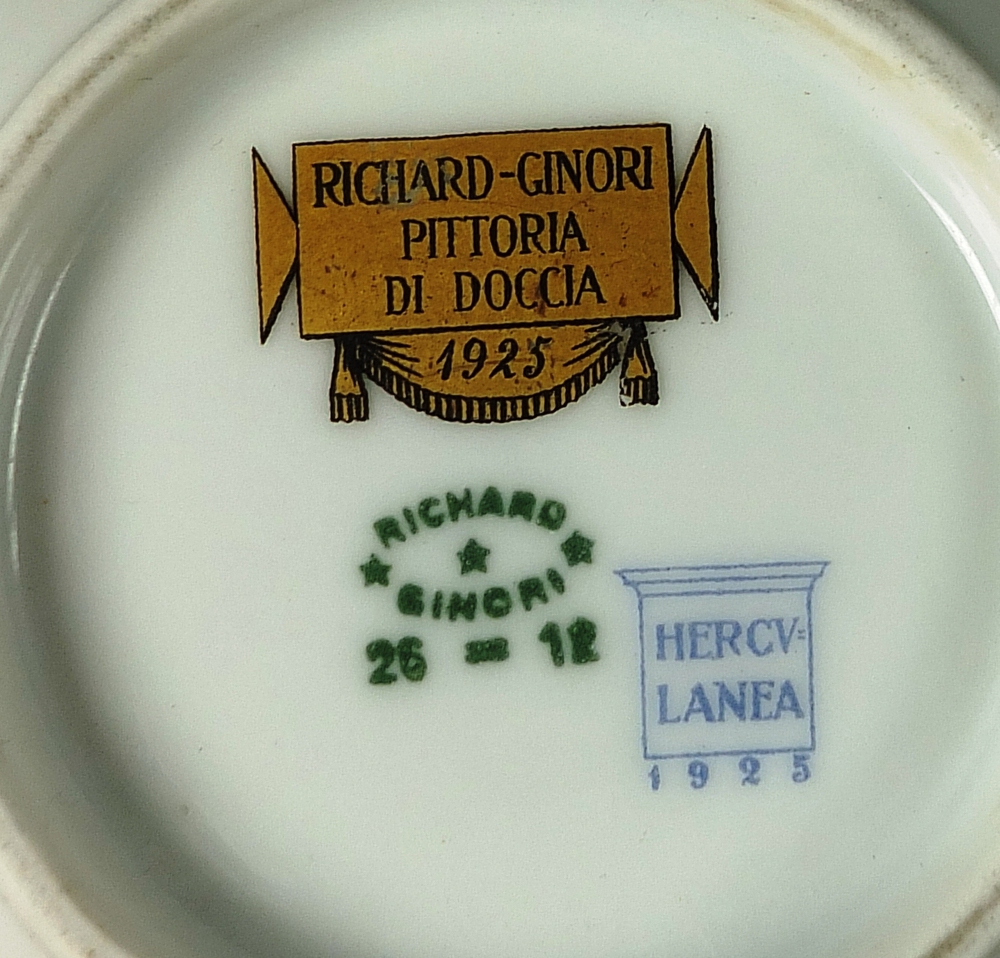 RICHARD-GINORI
PITTORIA
DI DOCCIA
1925
RICHARD
GINORI
26 = 12
HERCV=
LANEA
1925